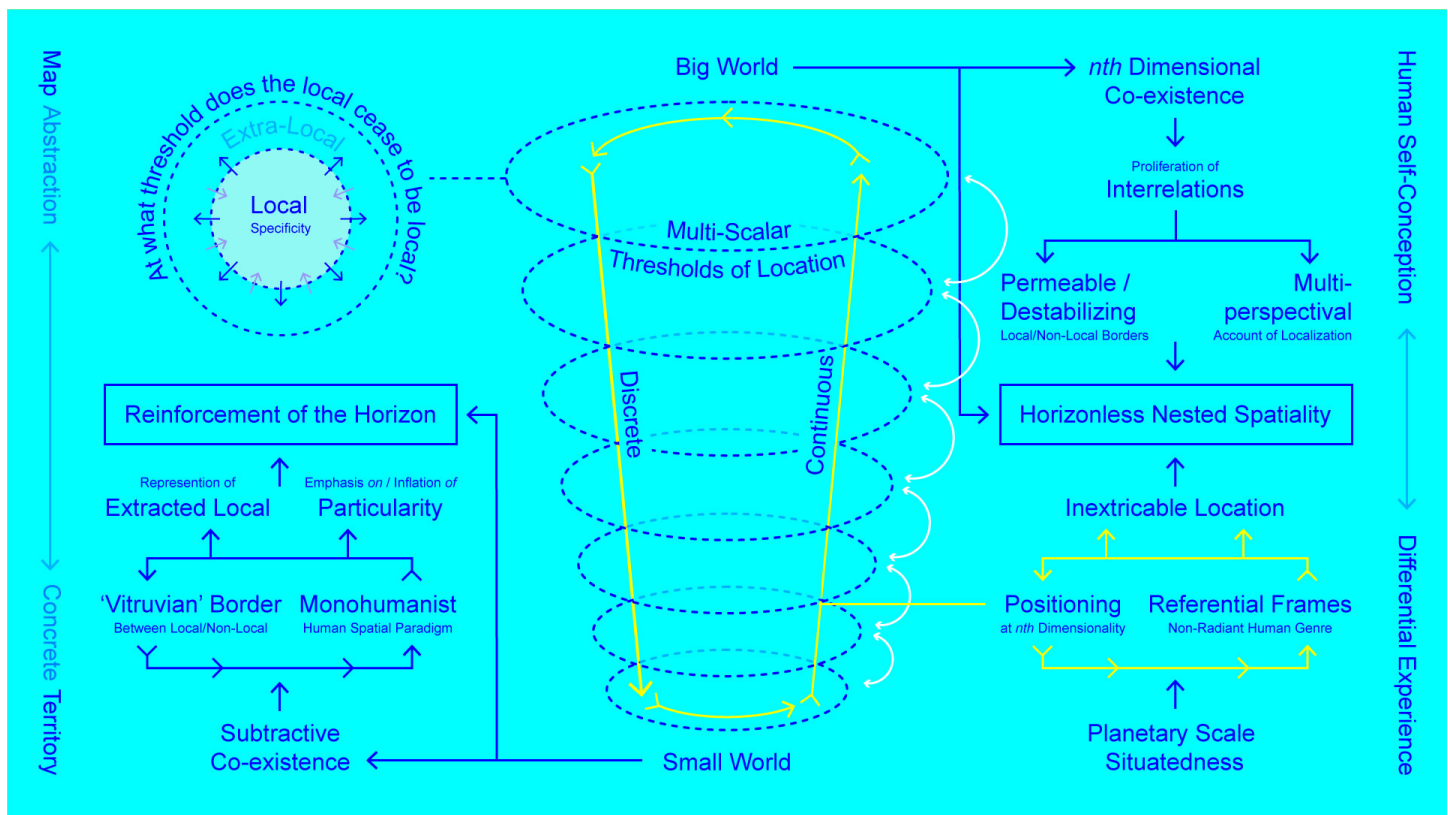 Map Abstraction
Concrete Territory
At what threshold does the local cease to be local?
Extra-Local
Local
Specificity
Reinforcement of the Horizon
Represention of
Extracted Local
Emphasis on / Inflation of
Particularity
‘Vitruvian’ Border
Between Local/Non-Local
Monohumanist
Human Spatial Paradigm
Subtractive
Co-existence
Big World
Multi-Scalar
Thresholds of Location
Discrete
Continuous
Small World
nth Dimensional
Co-existence
Proliferation of
Interrelations
Permeable /
Destabilizing
Local/Non-Local Borders
Multi-
perspectival
Account of Localization
Horizonless Nested Spatiality
Inextricable Location
Positioning
at nth Dimensionality
Referential Frames
Non-Radiant Human Genre
Planetary Scale
Situatedness
Human Self-Conception
Differential Experience